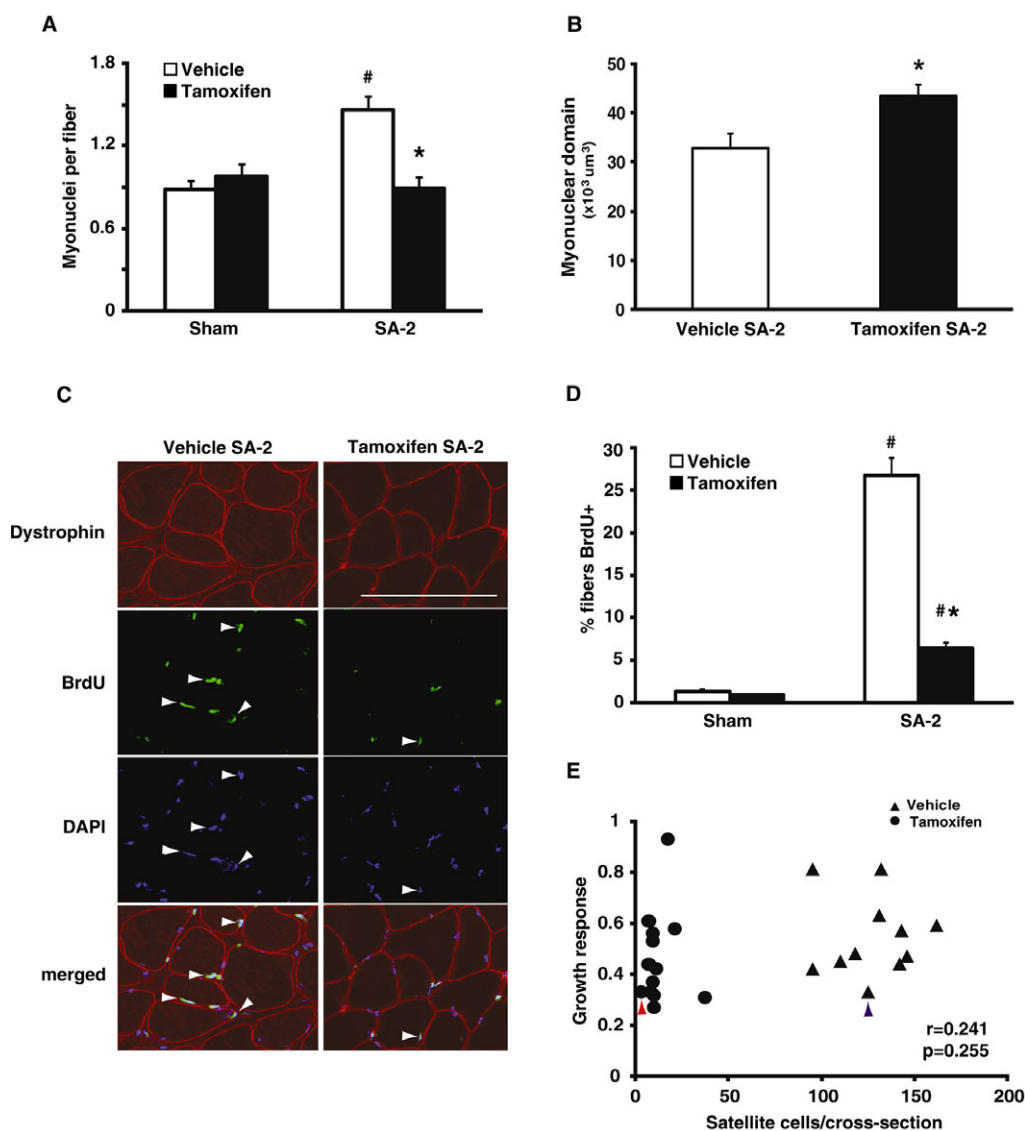 A
1.8
1.2
0.6
0
Myonuclei per fiber
Vehicle
Tamoxifen
#
*
Sham
SA-2
B
50
40
30
20
10
0
Myonuclear domain
(x10³ um³)
*
Vehicle SA-2
Tamoxifen SA-2
C
Vehicle SA-2
Tamoxifen SA-2
Dystrophin
BrdU
DAPI
merged
D
30
25
20
15
10
5
0
% fibers BrdU+
Vehicle
Tamoxifen
#
#*
Sham
SA-2
E
Vehicle
Tamoxifen
1
0.8
0.6
0.4
0.2
0
Growth response
r=0.241
p=0.255
0
50
100
150
200
Satellite cells/cross-section